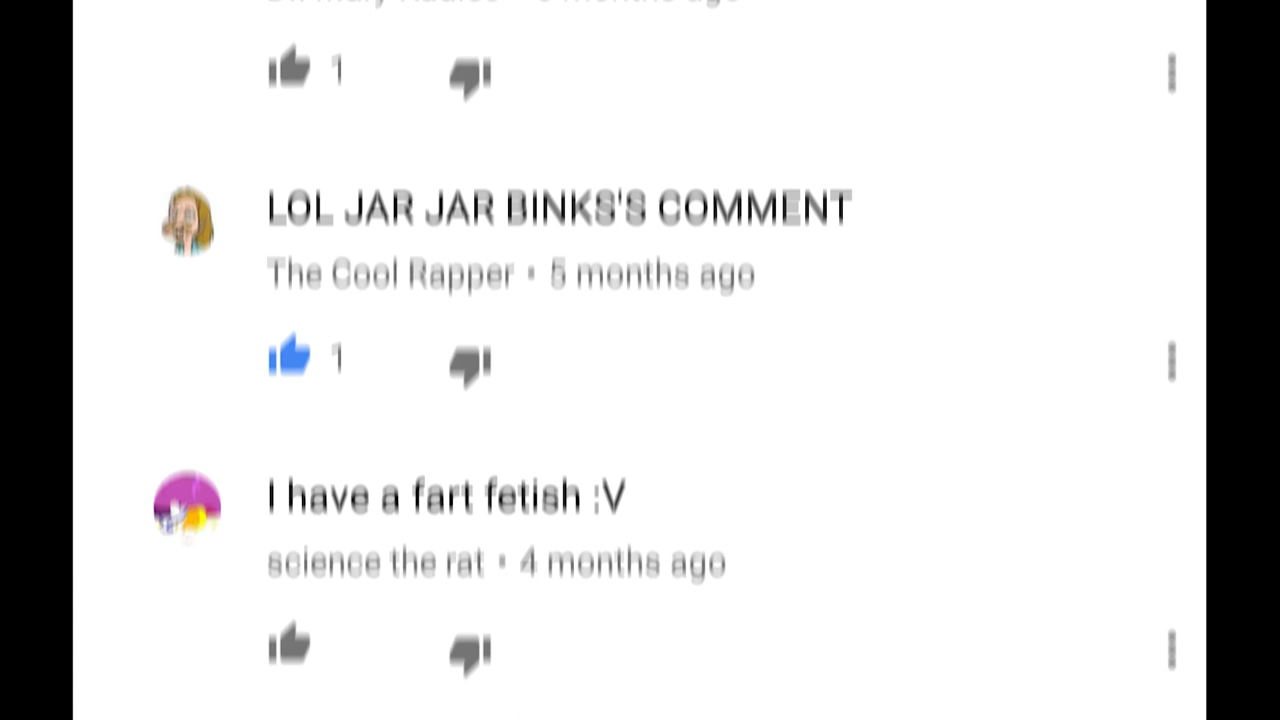 1
LOL JAR JAR BINKS'S COMMENT
The Cool Rapper • 5 months ago
1
I have a fart fetish :V
science the rat • 4 months ago